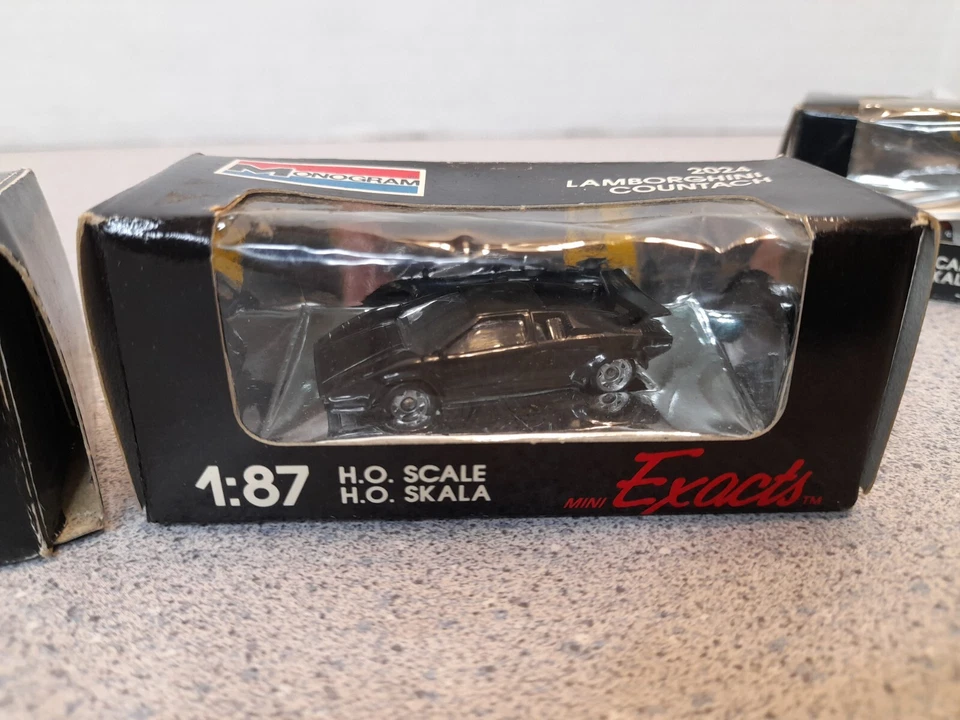 MONOGRAM
2024
LAMBORGHINI
COUNTACH
1:87
H.O. SCALE
H.O. SKALA
MINI Exacts™